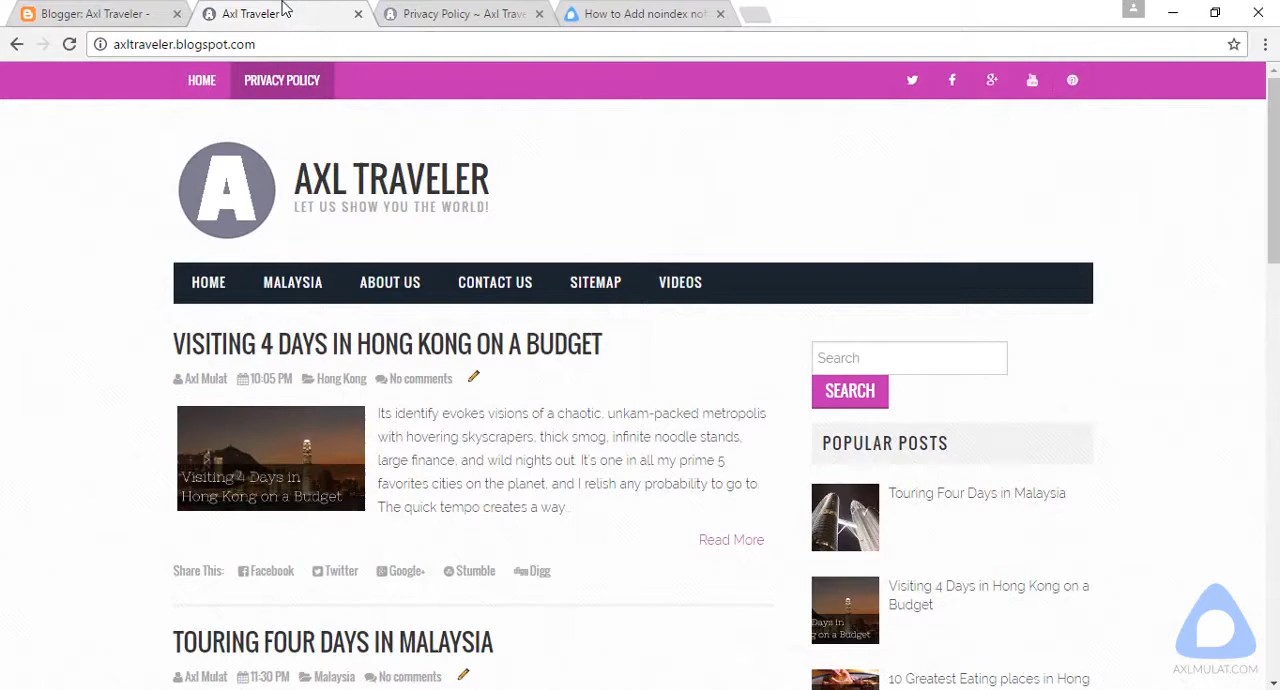 Blogger: Axl Traveler -
Axl Traveler
Privacy Policy ~ Axl Trave
How to Add noindex not
axltraveler.blogspot.com
HOME
PRIVACY POLICY
A
AXL TRAVELER
LET US SHOW YOU THE WORLD!
HOME
MALAYSIA
ABOUT US
CONTACT US
SITEMAP
VIDEOS
VISITING 4 DAYS IN HONG KONG ON A BUDGET
Axl Mulat 10:05 PM Hong Kong No comments
Visiting 4 Days in
Hong Kong on a Budget
Its identify evokes visions of a chaotic, unkam-packed metropolis
with hovering skyscrapers, thick smog, infinite noodle stands,
large finance, and wild nights out. It's one in all my prime 5
favorites cities on the planet, and I relish any probability to go to.
The quick tempo creates a way...
Read More
Share This: Facebook Twitter Google+ Stumble Digg
TOURING FOUR DAYS IN MALAYSIA
Axl Mulat 11:30 PM Malaysia No comments
Search
SEARCH
POPULAR POSTS
Touring Four Days in Malaysia
Days in
g on a Budget
Visiting 4 Days in Hong Kong on a
Budget
10 Greatest Eating places in Hong
AXLMULAT.COM